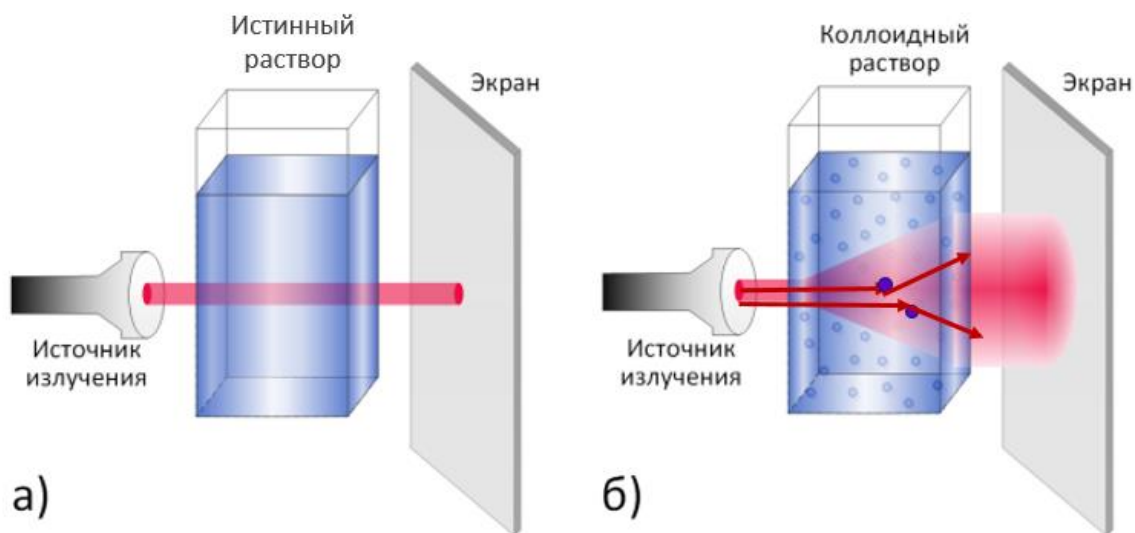 Истинный
раствор
Экран
Источник
излучения
а)
Коллоидный
раствор
Экран
Источник
излучения
б)